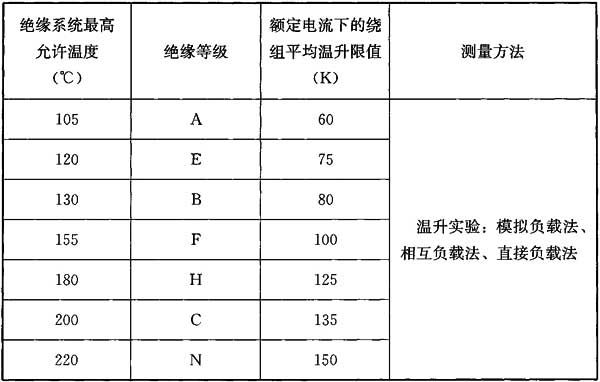 绝缘系统最高
允许温度
(℃)
绝缘等级
额定电流下的绕
组平均温升限值
(K)
测量方法
105 A 60
120 E 75
130 B 80
155 F 100
180 H 125
200 C 135
220 N 150
温升实验：模拟负载法、
相互负载法、直接负载法